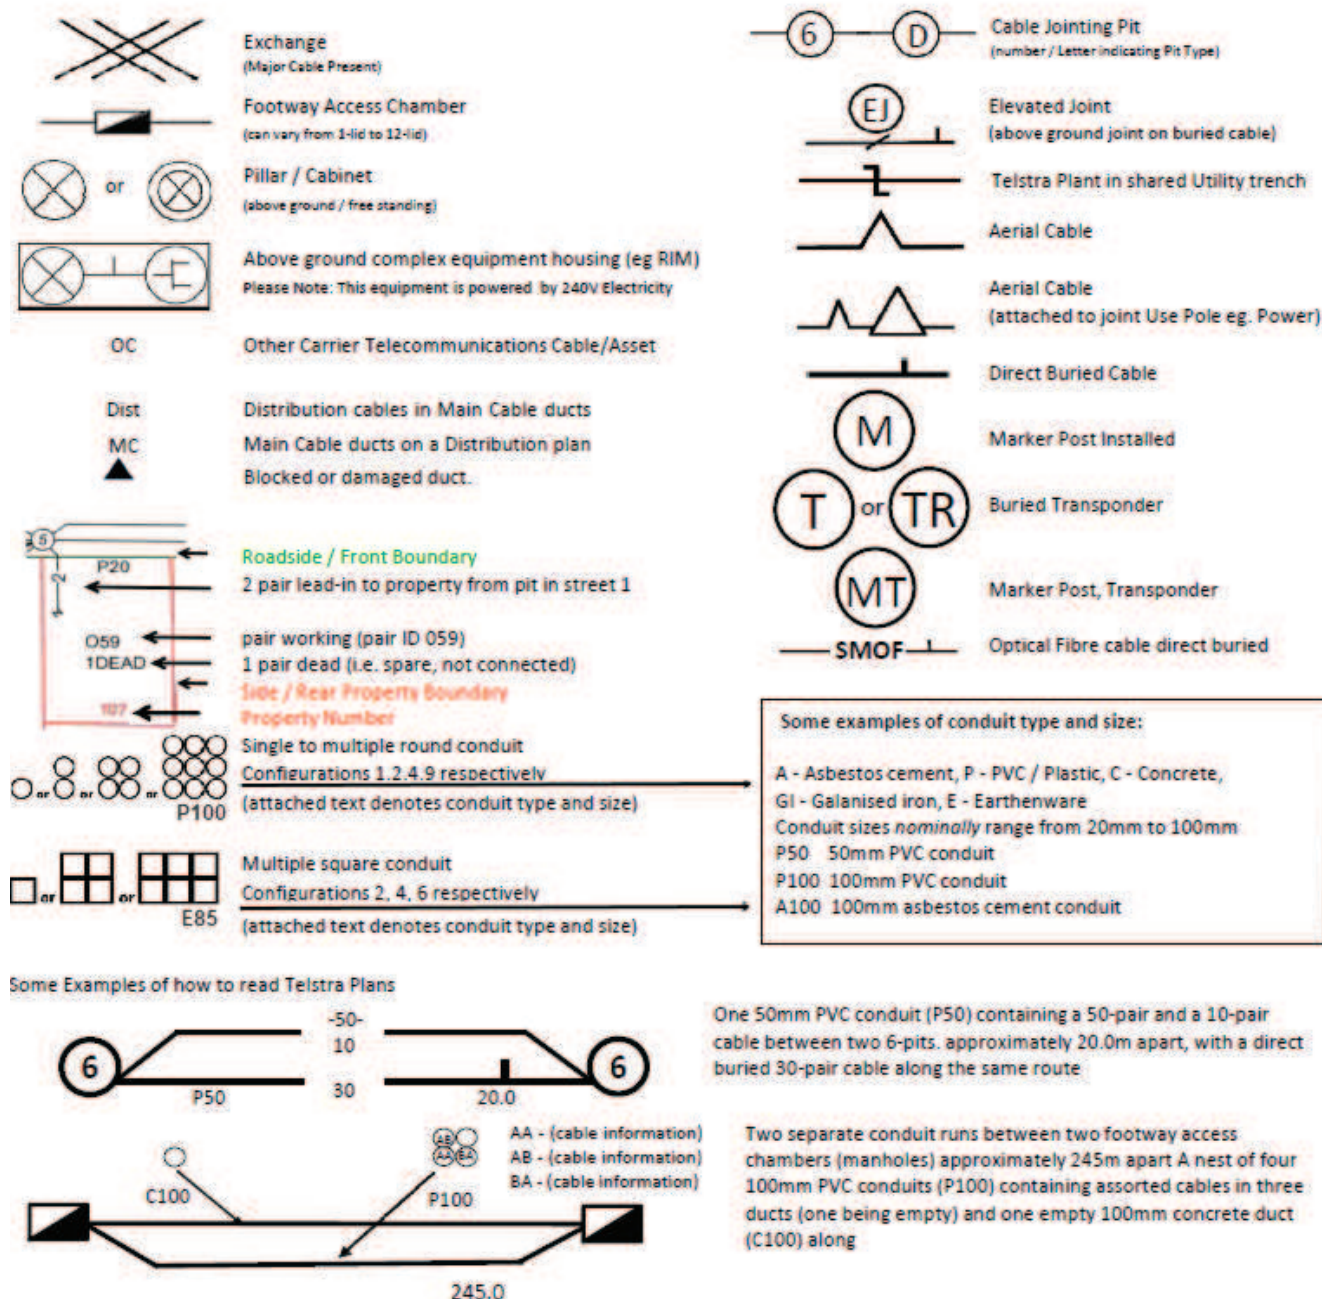 Exchange
(Major Cable Present)
Footway Access Chamber
(can vary from 1-lid to 12-lid)
or
Pillar / Cabinet
(above ground / free standing)
Above ground complex equipment housing (eg RIM)
Please Note: This equipment is powered by 240V Electricity
OC
Other Carrier Telecommunications Cable/Asset
Dist
Distribution cables in Main Cable ducts
MC
Main Cable ducts on a Distribution plan
Blocked or damaged duct.
5
P20
2
O59
1DEAD
107
Roadside / Front Boundary
2 pair lead-in to property from pit in street 1
pair working (pair ID 059)
1 pair dead (i.e. spare, not connected)
Side / Rear Property Boundary
Property Number
or or or
P100
Single to multiple round conduit
Configurations 1.2.4.9 respectively
(attached text denotes conduit type and size)
or or
E85
Multiple square conduit
Configurations 2, 4, 6 respectively
(attached text denotes conduit type and size)
6 D
Cable Jointing Pit
(number / Letter indicating Pit Type)
EJ
Elevated Joint
(above ground joint on buried cable)
Telstra Plant in shared Utility trench
Aerial Cable
Aerial Cable
(attached to joint Use Pole eg. Power)
Direct Buried Cable
M
Marker Post Installed
T or TR
Buried Transponder
MT
Marker Post, Transponder
SMOF
Optical Fibre cable direct buried
Some examples of conduit type and size:
A - Asbestos cement, P - PVC / Plastic, C - Concrete,
GI - Galanised iron, E - Earthenware
Conduit sizes nominally range from 20mm to 100mm
P50 50mm PVC conduit
P100 100mm PVC conduit
A100 100mm asbestos cement conduit
Some Examples of how to read Telstra Plans
-50-
10
6 6
P50 30 20.0
One 50mm PVC conduit (P50) containing a 50-pair and a 10-pair
cable between two 6-pits. approximately 20.0m apart, with a direct
buried 30-pair cable along the same route
AB
AA BA
C100
P100
AA - (cable information)
AB - (cable information)
BA - (cable information)
245.0
Two separate conduit runs between two footway access
chambers (manholes) approximately 245m apart A nest of four
100mm PVC conduits (P100) containing assorted cables in three
ducts (one being empty) and one empty 100mm concrete duct
(C100) along